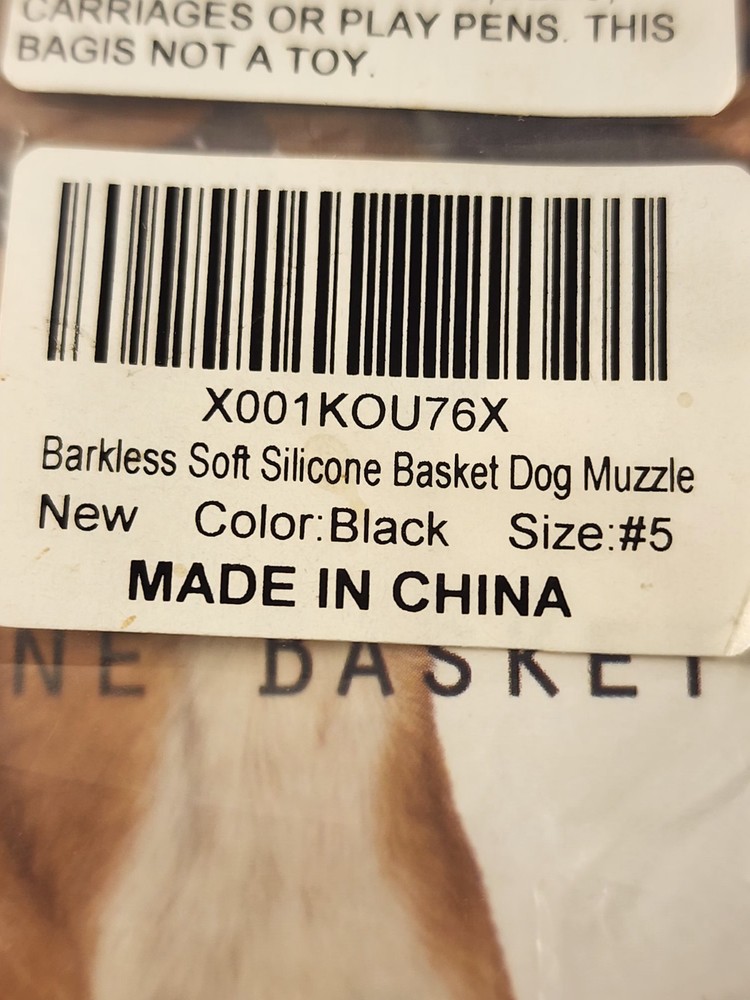 CARRIAGES OR PLAY PENS. THIS
BAGIS NOT A TOY.
X001KOU76X
Barkless Soft Silicone Basket Dog Muzzle
New Color:Black Size:#5
MADE IN CHINA
NE BASKET